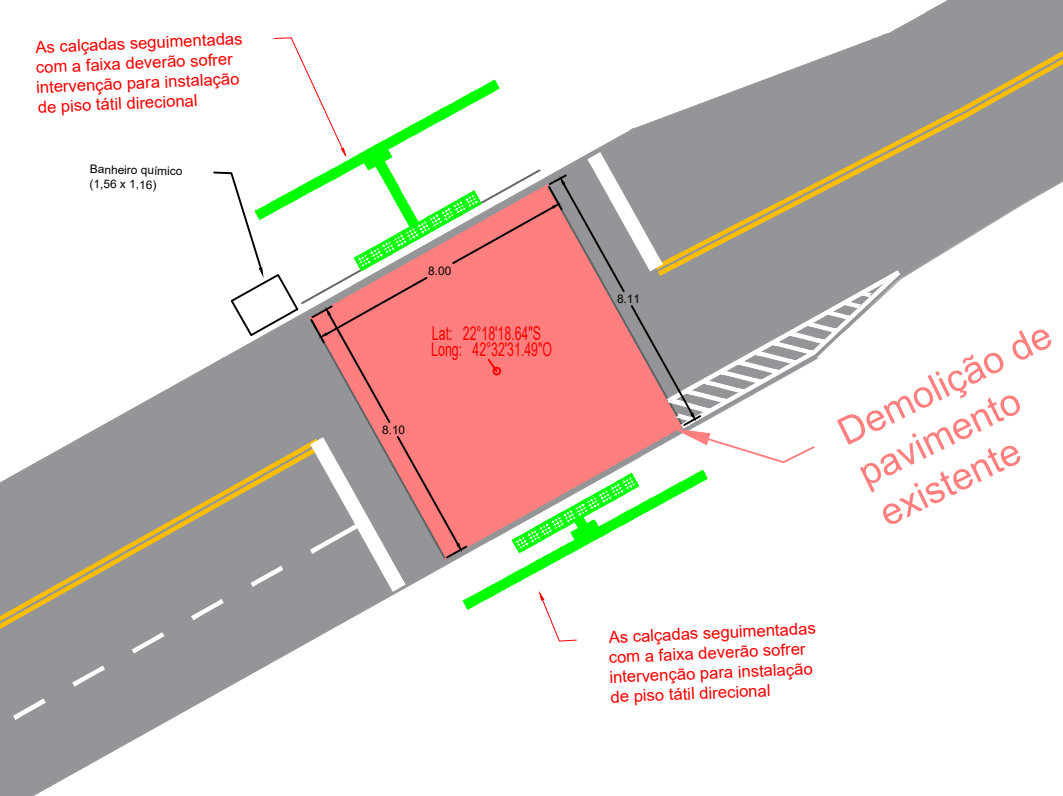 As calçadas seguimentadas
com a faixa deverão sofrer
intervenção para instalação
de piso tátil direcional
Banheiro químico
(1,56 x 1,16)
8.00
8.11
Lat: 22°18'18.64"S
Long: 42°32'31.49"O
8.10
Demolição de
pavimento
existente
As calçadas seguimentadas
com a faixa deverão sofrer
intervenção para instalação
de piso tátil direcional